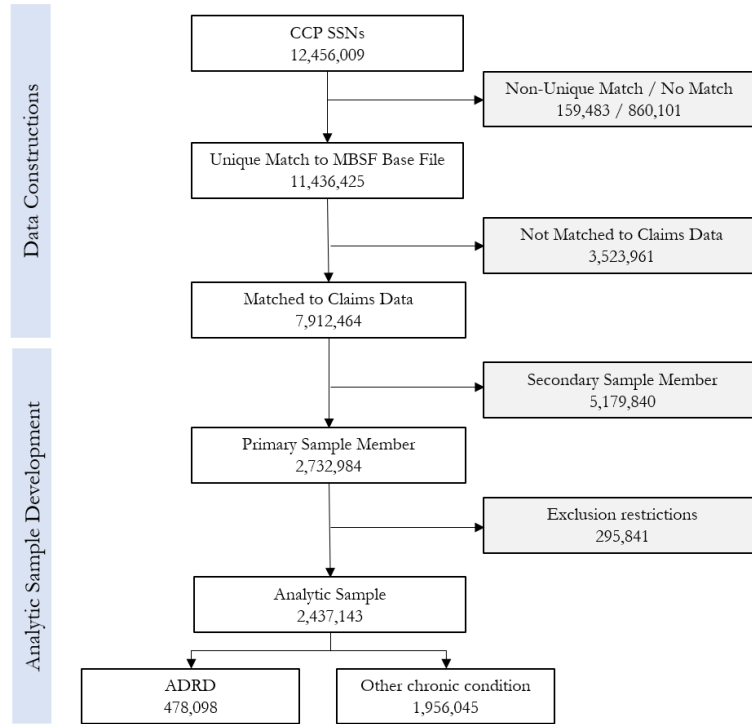 Data Constructions
CCP SSNs
12,456,009
Non-Unique Match / No Match
159,483 / 860,101
Unique Match to MBSF Base File
11,436,425
Not Matched to Claims Data
3,523,961
Matched to Claims Data
7,912,464
Analytic Sample Development
Secondary Sample Member
5,179,840
Primary Sample Member
2,732,984
Exclusion restrictions
295,841
Analytic Sample
2,437,143
ADRD
478,098
Other chronic condition
1,956,045